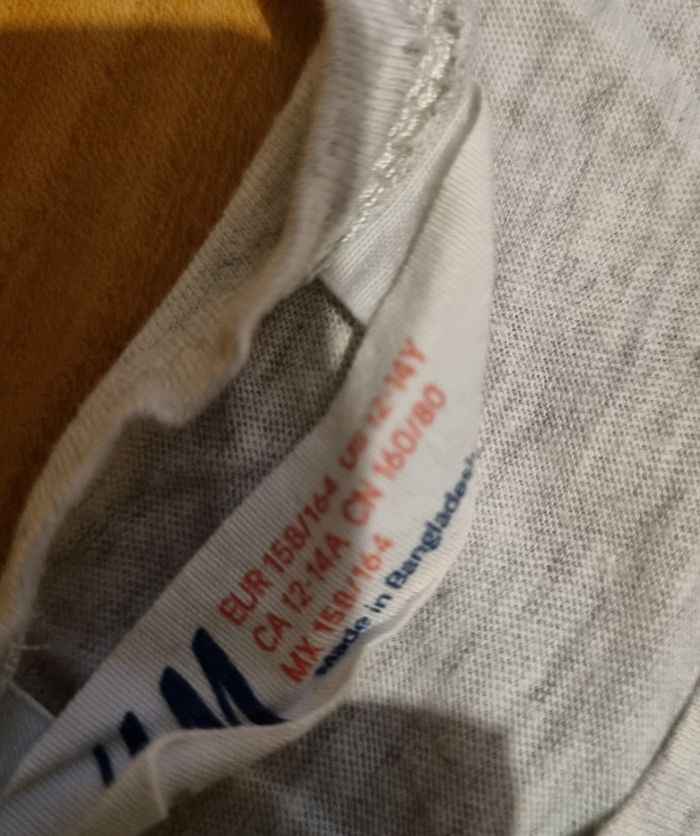 EUR 158/164 US 12-14Y
CA 12-14A CN 160/80
MX 158/164
Made in Bangladesh